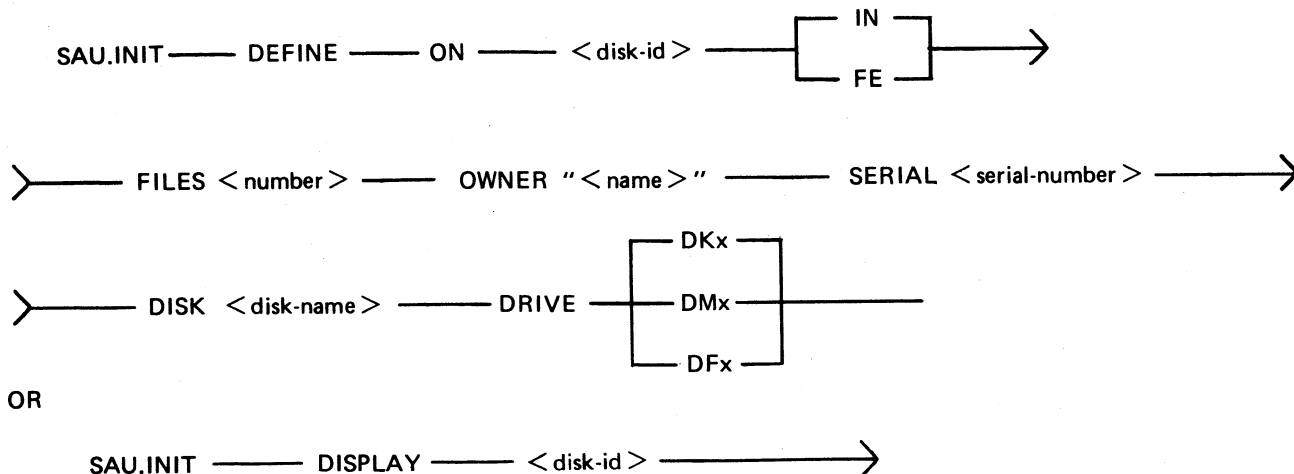 IN
SAU.INIT DEFINE ON <disk-id>
FE
FILES <number> OWNER "<name>" SERIAL <serial-number>
DKx
DISK <disk-name> DRIVE DMx
DFx
OR
SAU.INIT DISPLAY <disk-id>